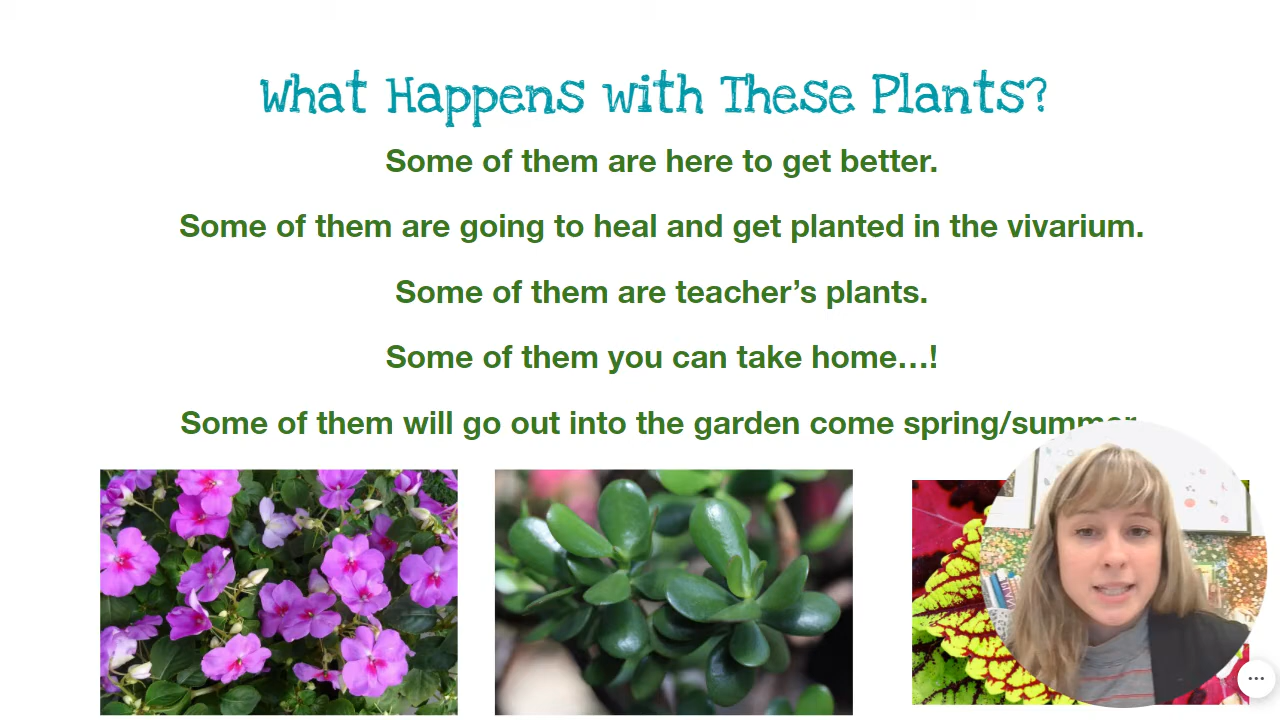 What Happens with These Plants?
Some of them are here to get better.
Some of them are going to heal and get planted in the vivarium.
Some of them are teacher’s plants.
Some of them you can take home…!
Some of them will go out into the garden come spring/summer